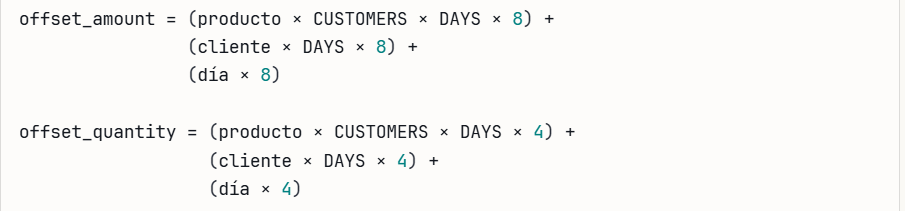 offset_amount = (producto × CUSTOMERS × DAYS × 8) +
(cliente × DAYS × 8) +
(día × 8)
offset_quantity = (producto × CUSTOMERS × DAYS × 4) +
(cliente × DAYS × 4) +
(día × 4)